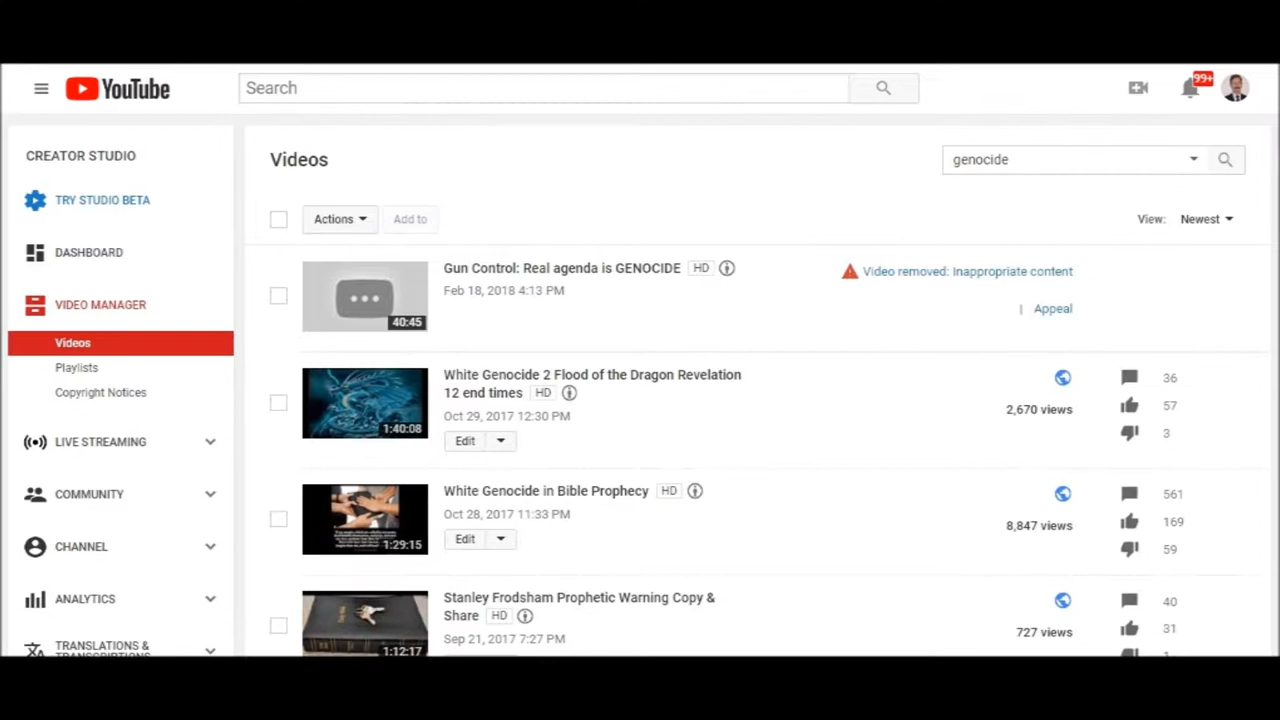 YouTube
Search
99+
CREATOR STUDIO
TRY STUDIO BETA
DASHBOARD
VIDEO MANAGER
Videos
Playlists
Copyright Notices
LIVE STREAMING
COMMUNITY
CHANNEL
ANALYTICS
TRANSLATIONS &
TRANSCRIPTIONS
Videos
genocide
Actions
Add to
View: Newest
Gun Control: Real agenda is GENOCIDE HD
Feb 18, 2018 4:13 PM
40:45
Video removed: Inappropriate content
| Appeal
White Genocide 2 Flood of the Dragon Revelation
12 end times HD
Oct 29, 2017 12:30 PM
1:40:08
Edit
2,670 views
36
57
3
White Genocide in Bible Prophecy HD
Oct 28, 2017 11:33 PM
1:29:15
Edit
8,847 views
561
169
59
Stanley Frodsham Prophetic Warning Copy &
Share HD
Sep 21, 2017 7:27 PM
1:12:17
727 views
40
31
1